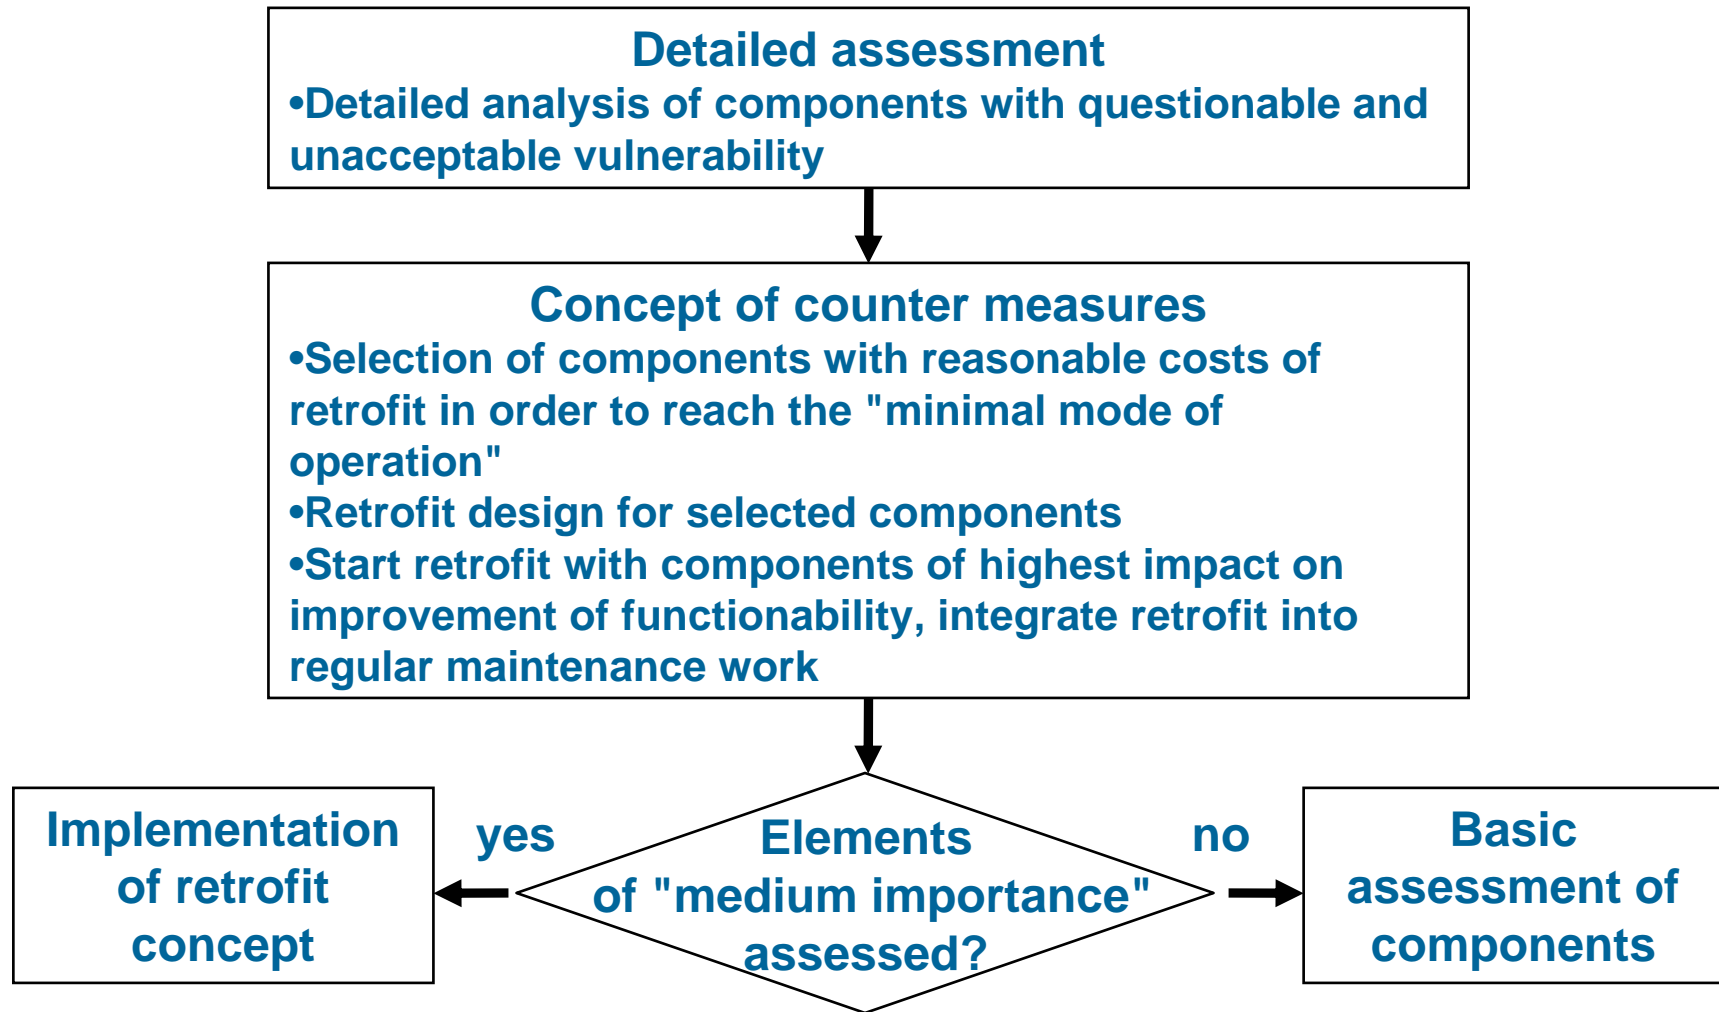 Detailed assessment
•Detailed analysis of components with questionable and
unacceptable vulnerability
Concept of counter measures
•Selection of components with reasonable costs of
retrofit in order to reach the "minimal mode of
operation"
•Retrofit design for selected components
•Start retrofit with components of highest impact on
improvement of functionability, integrate retrofit into
regular maintenance work
Implementation
of retrofit
concept
yes
Elements
of "medium importance"
assessed?
no
Basic
assessment of
components